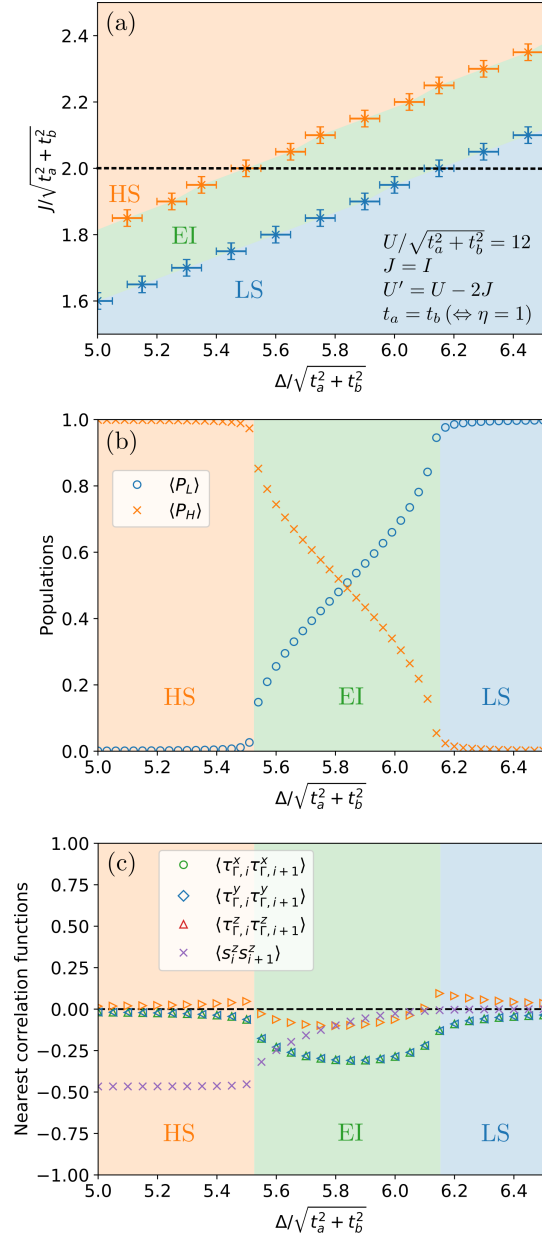 (a)
2.4
2.2
2.0
1.8
1.6
J/√(t_a^2 + t_b^2)
HS
EI
LS
U/√(t_a^2 + t_b^2) = 12
J = I
U′ = U − 2J
t_a = t_b (⇔ η = 1)
5.0 5.2 5.4 5.6 5.8 6.0 6.2 6.4
Δ/√(t_a^2 + t_b^2)
(b)
1.0
0.8
0.6
0.4
0.2
0.0
Populations
⟨P_L⟩
⟨P_H⟩
HS EI LS
5.0 5.2 5.4 5.6 5.8 6.0 6.2 6.4
Δ/√(t_a^2 + t_b^2)
(c)
1.00
0.75
0.50
0.25
0.00
−0.25
−0.50
−0.75
−1.00
Nearest correlation functions
⟨τ^x_{Γ,i} τ^x_{Γ,i+1}⟩
⟨τ^y_{Γ,i} τ^y_{Γ,i+1}⟩
⟨τ^z_{Γ,i} τ^z_{Γ,i+1}⟩
⟨s^z_i s^z_{i+1}⟩
HS EI LS
5.0 5.2 5.4 5.6 5.8 6.0 6.2 6.4
Δ/√(t_a^2 + t_b^2)